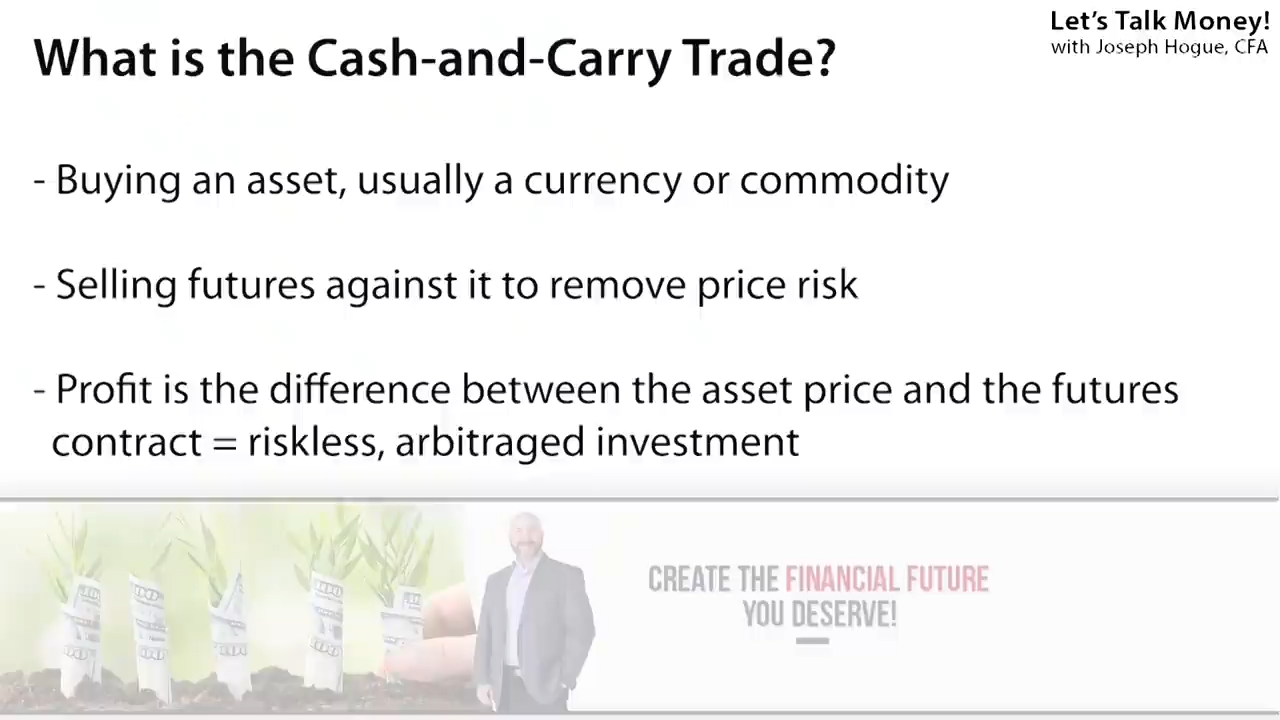 Let's Talk Money!
with Joseph Hogue, CFA
What is the Cash-and-Carry Trade?
- Buying an asset, usually a currency or commodity
- Selling futures against it to remove price risk
- Profit is the difference between the asset price and the futures
contract = riskless, arbitraged investment
CREATE THE FINANCIAL FUTURE
YOU DESERVE!